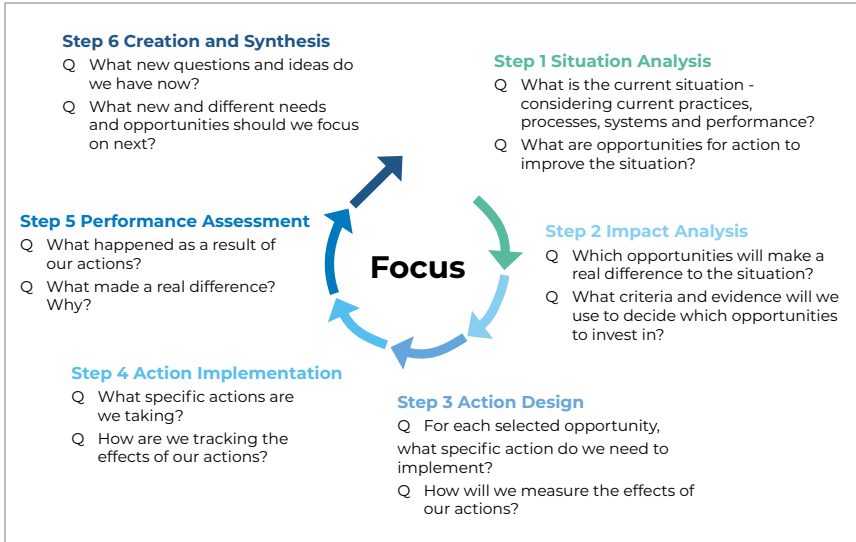 Step 6 Creation and Synthesis
Q What new questions and ideas do
we have now?
Q What new and different needs
and opportunities should we focus
on next?
Step 1 Situation Analysis
Q What is the current situation -
considering current practices,
processes, systems and performance?
Q What are opportunities for action to
improve the situation?
Step 5 Performance Assessment
Q What happened as a result of
our actions?
Q What made a real difference?
Why?
Focus
Step 2 Impact Analysis
Q Which opportunities will make a
real difference to the situation?
Q What criteria and evidence will we
use to decide which opportunities
to invest in?
Step 4 Action Implementation
Q What specific actions are
we taking?
Q How are we tracking the
effects of our actions?
Step 3 Action Design
Q For each selected opportunity,
what specific action do we need to
implement?
Q How will we measure the effects of
our actions?